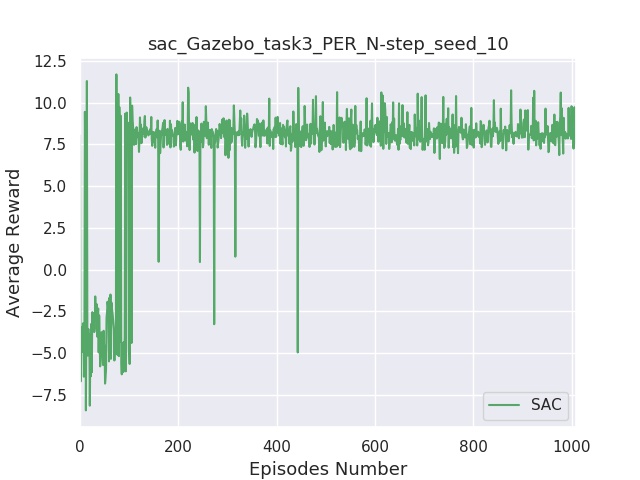 sac_Gazebo_task3_PER_N-step_seed_10
12.5
10.0
7.5
5.0
2.5
0.0
−2.5
−5.0
−7.5
Average Reward
0 200 400 600 800 1000
Episodes Number
SAC